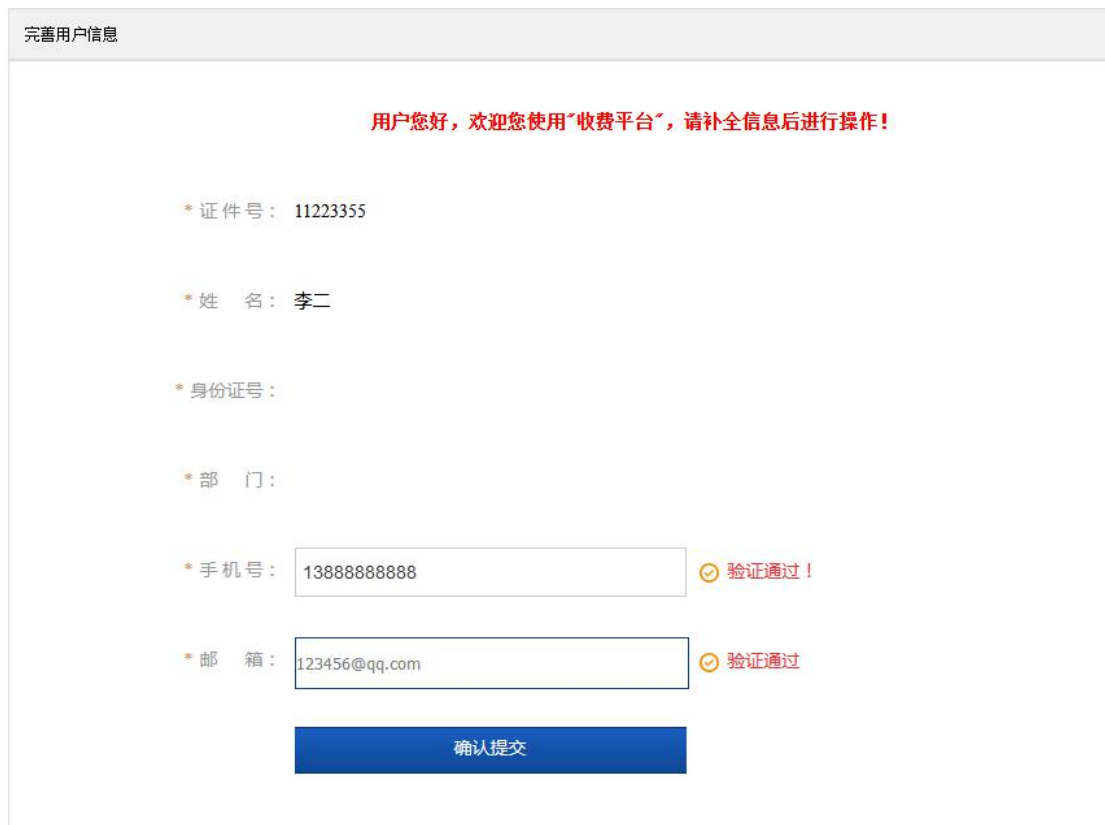 完善用户信息
用户您好，欢迎您使用"收费平台"，请补全信息后进行操作！
* 证件号： 11223355
* 姓 名： 李二
* 身份证号：
* 部 门：
* 手机号： 13888888888 验证通过！
* 邮 箱： 123456@qq.com 验证通过
确认提交